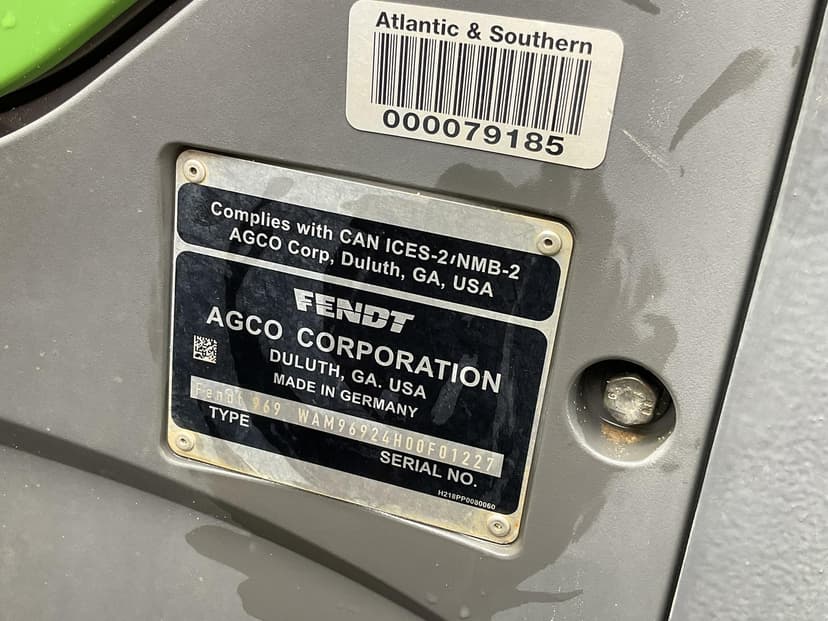 Atlantic & Southern
000079185
Complies with CAN ICES-2/NMB-2
AGCO Corp, Duluth, GA, USA
FENDT
AGCO CORPORATION
DULUTH, GA. USA
MADE IN GERMANY
Fendt 969 WAM96924H00F01227
TYPE
SERIAL NO.
H218PP0000060